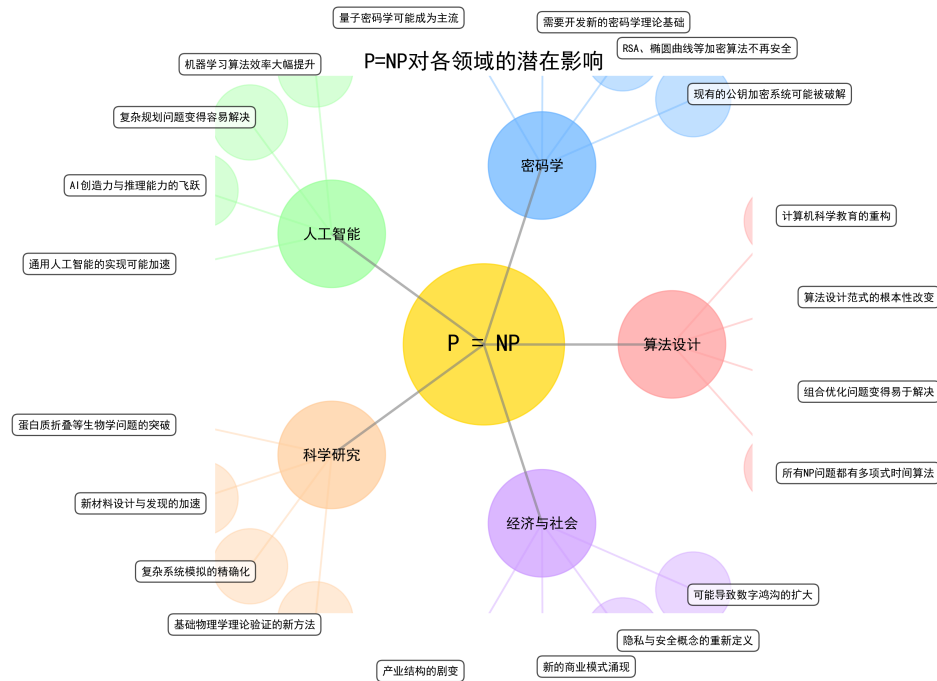 量子密码学可能成为主流
需要开发新的密码学理论基础
RSA、椭圆曲线等加密算法不再安全
P=NP对各领域的潜在影响
机器学习算法效率大幅提升
现有的公钥加密系统可能被破解
复杂规划问题变得容易解决
密码学
AI创造力与推理能力的飞跃
计算机科学教育的重构
人工智能
通用人工智能的实现可能加速
算法设计范式的根本性改变
P = NP
算法设计
组合优化问题变得易于解决
蛋白质折叠等生物学问题的突破
科学研究
所有NP问题都有多项式时间算法
新材料设计与发现的加速
经济与社会
复杂系统模拟的精确化
可能导致数字鸿沟的扩大
基础物理学理论验证的新方法
隐私与安全概念的重新定义
产业结构的剧变
新的商业模式涌现